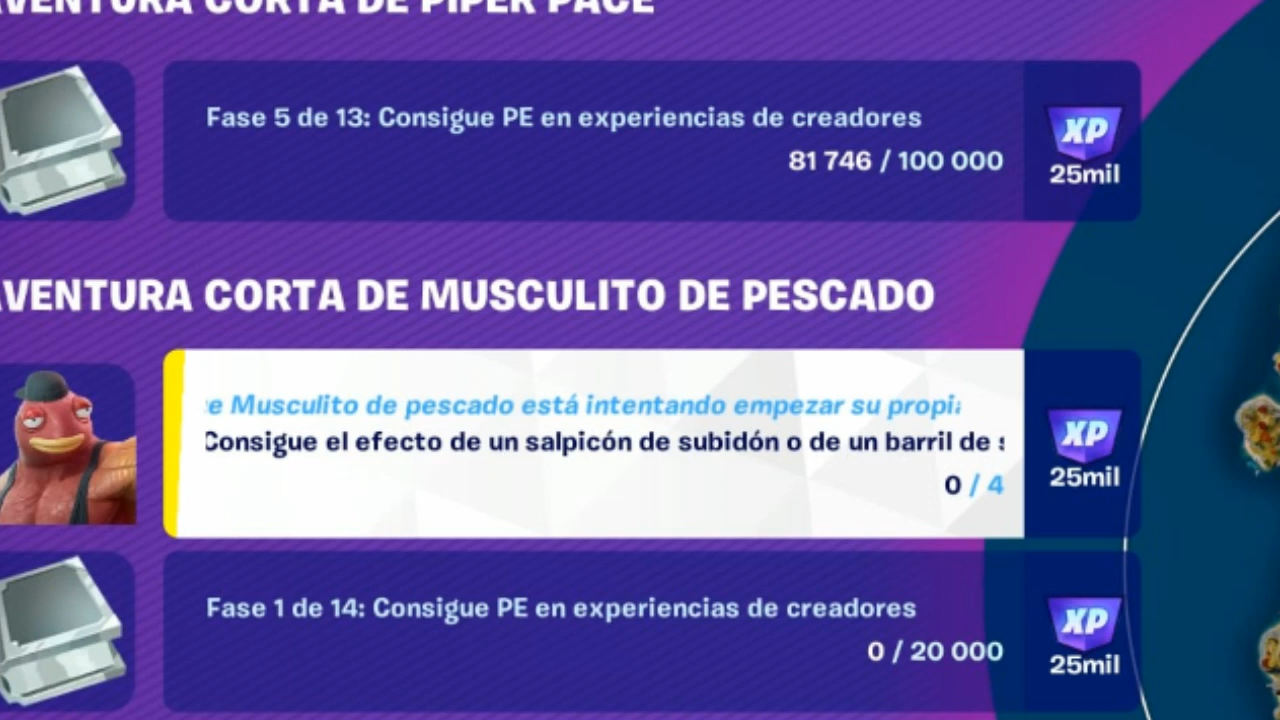 AVENTURA CORTA DE PIPER PACE
Fase 5 de 13: Consigue PE en experiencias de creadores
81 746 / 100 000
XP
25mil
AVENTURA CORTA DE MUSCULITO DE PESCADO
e Musculito de pescado está intentando empezar su propia
Consigue el efecto de un salpicón de subidón o de un barril de
0 / 4
XP
25mil
Fase 1 de 14: Consigue PE en experiencias de creadores
0 / 20 000
XP
25mil